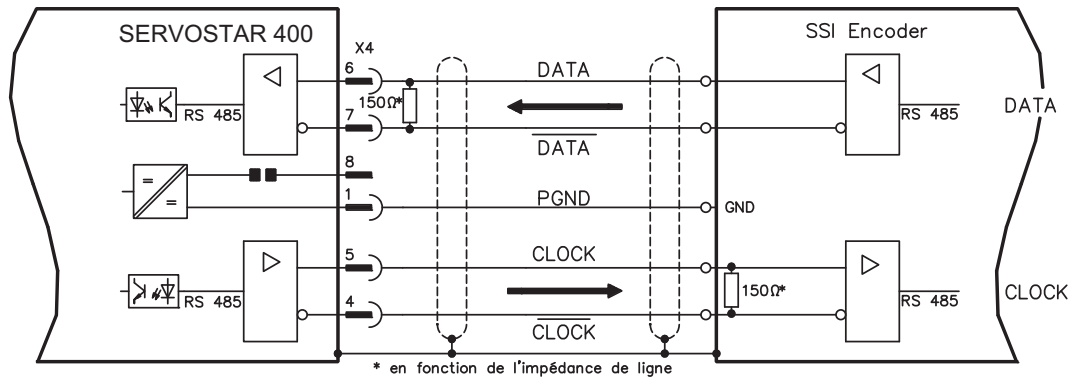 SERVOSTAR 400
X4
SSI Encoder
6
DATA
150Ω*
RS 485
7
DATA
RS 485
DATA
8
=
=
1
PGND
GND
5
CLOCK
RS 485
150Ω*
RS 485
CLOCK
4
CLOCK
* en fonction de l'impédance de ligne